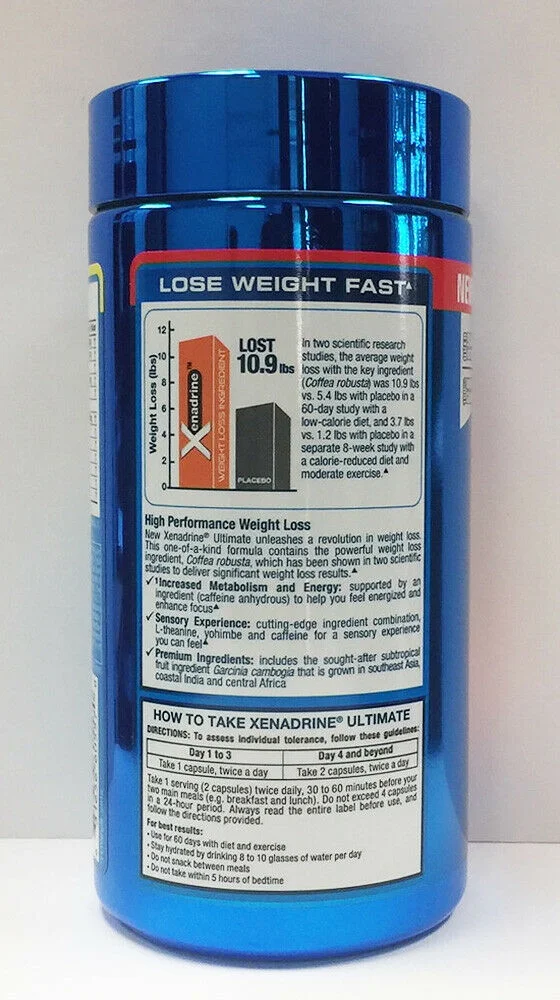 LOSE WEIGHT FAST▲
NE
12
10
8
6
4
2
0
Weight Loss (lbs)
Xenadrine™
WEIGHT LOSS INGREDIENT
PLACEBO
LOST
10.9 lbs
In two scientific research
studies, the average weight
loss with the key ingredient
(Coffea robusta) was 10.9 lbs
vs. 5.4 lbs with placebo in a
60-day study with a
low-calorie diet, and 3.7 lbs
vs. 1.2 lbs with placebo in a
separate 8-week study with
a calorie-reduced diet and
moderate exercise.▲
High Performance Weight Loss
New Xenadrine® Ultimate unleashes a revolution in weight loss.
This one-of-a-kind formula contains the powerful weight loss
ingredient, Coffea robusta, which has been shown in two scientific
studies to deliver significant weight loss results.▲
✓¹Increased Metabolism and Energy: supported by an
ingredient (caffeine anhydrous) to help you feel energized and
enhance focus▲
✓Sensory Experience: cutting-edge ingredient combination,
L-theanine, yohimbe and caffeine for a sensory experience
you can feel▲
✓Premium Ingredients: includes the sought-after subtropical
fruit ingredient Garcinia cambogia that is grown in southeast Asia,
coastal India and central Africa
HOW TO TAKE XENADRINE® ULTIMATE
DIRECTIONS: To assess individual tolerance, follow these guidelines:
Day 1 to 3 Day 4 and beyond
Take 1 capsule, twice a day Take 2 capsules, twice a day
Take 1 serving (2 capsules) twice daily, 30 to 60 minutes before your
two main meals (e.g. breakfast and lunch). Do not exceed 4 capsules
in a 24-hour period. Always read the entire label before use, and
follow the directions provided.
For best results:
• Use for 60 days with diet and exercise
• Stay hydrated by drinking 8 to 10 glasses of water per day
• Do not snack between meals
• Do not take within 5 hours of bedtime